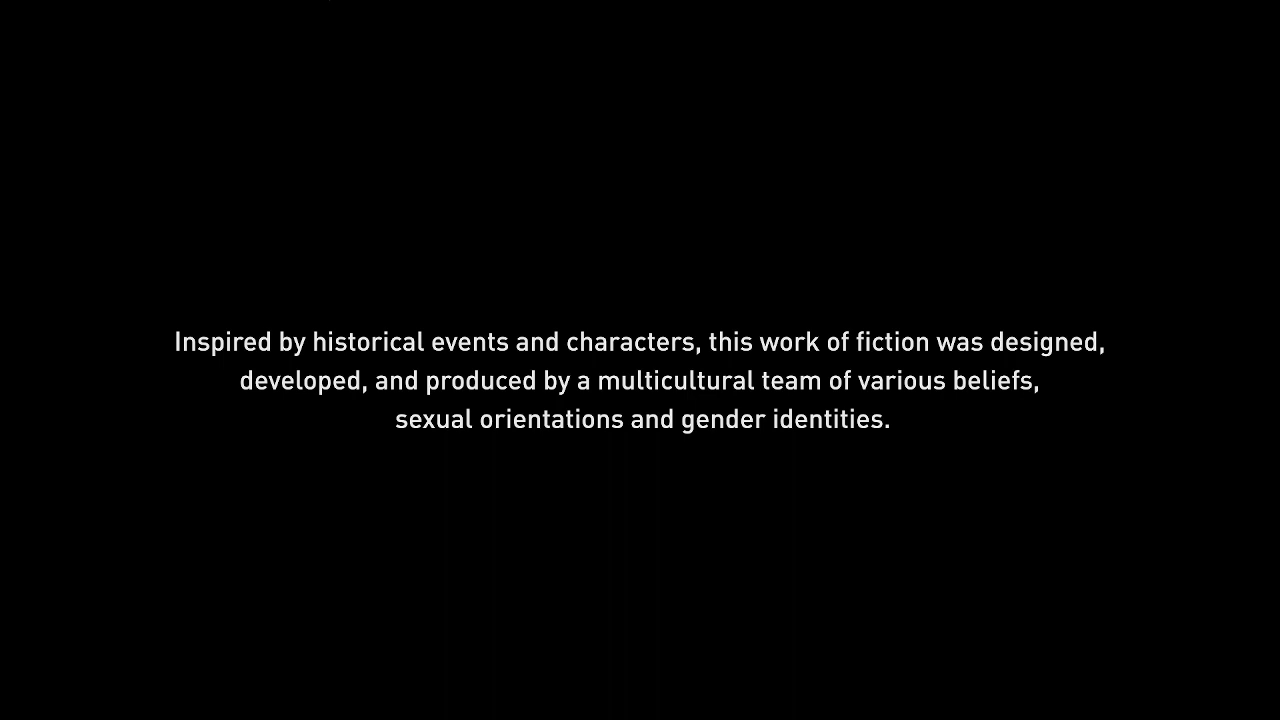 Inspired by historical events and characters, this work of fiction was designed,
developed, and produced by a multicultural team of various beliefs,
sexual orientations and gender identities.